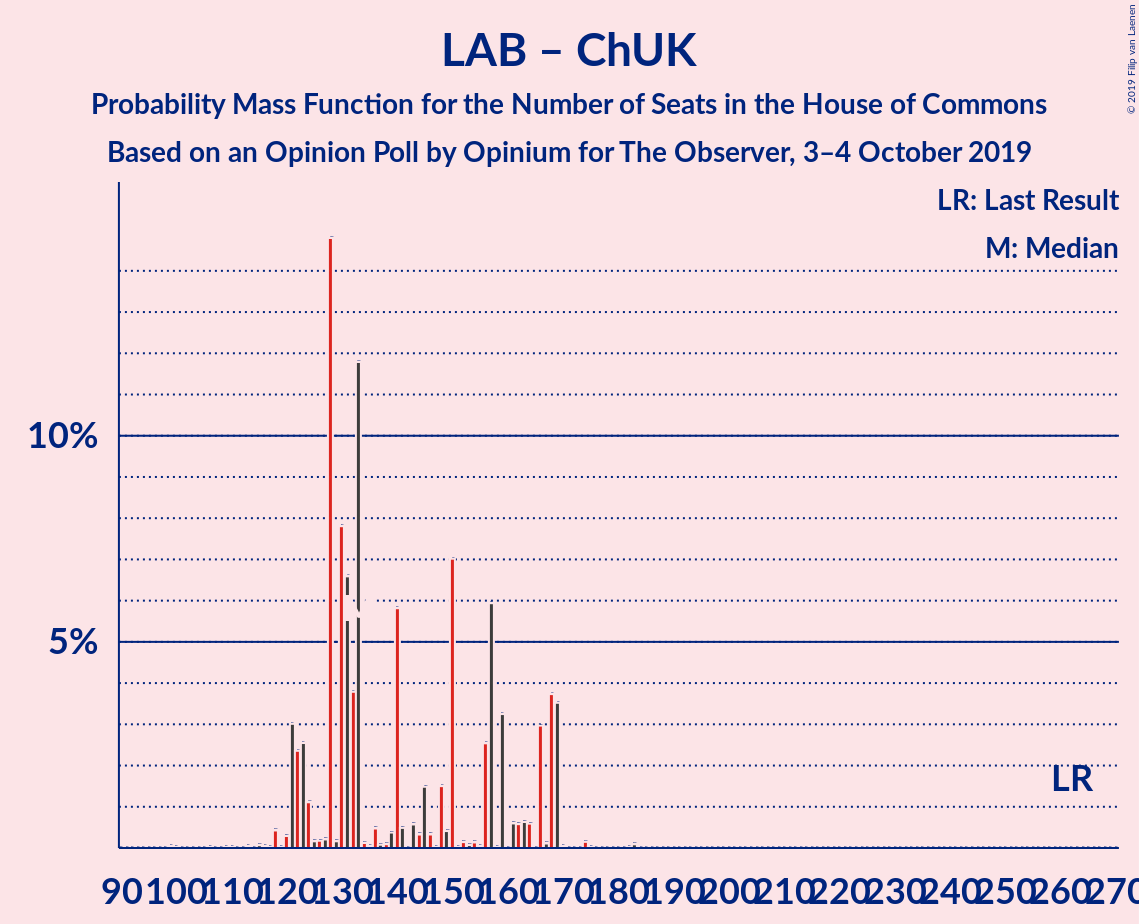 LAB – ChUK
Probability Mass Function for the Number of Seats in the House of Commons
Based on an Opinion Poll by Opinium for The Observer, 3–4 October 2019
© 2019 Filip van Laenen
LR: Last Result
M: Median
10%
5%
LR
90 100 110 120 130 140 150 160 170 180 190 200 210 220 230 240 250 260 270